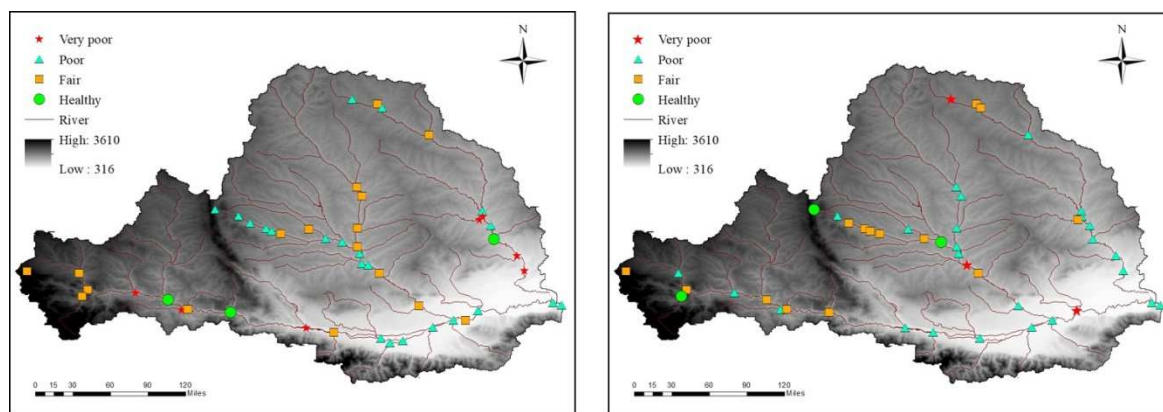 N
Very poor
Poor
Fair
Healthy
River
High: 3610
Low : 316
0 15 30 60 90 120
Miles
N
Very poor
Poor
Fair
Healthy
River
High: 3610
Low : 316
0 15 30 60 90 120
Miles